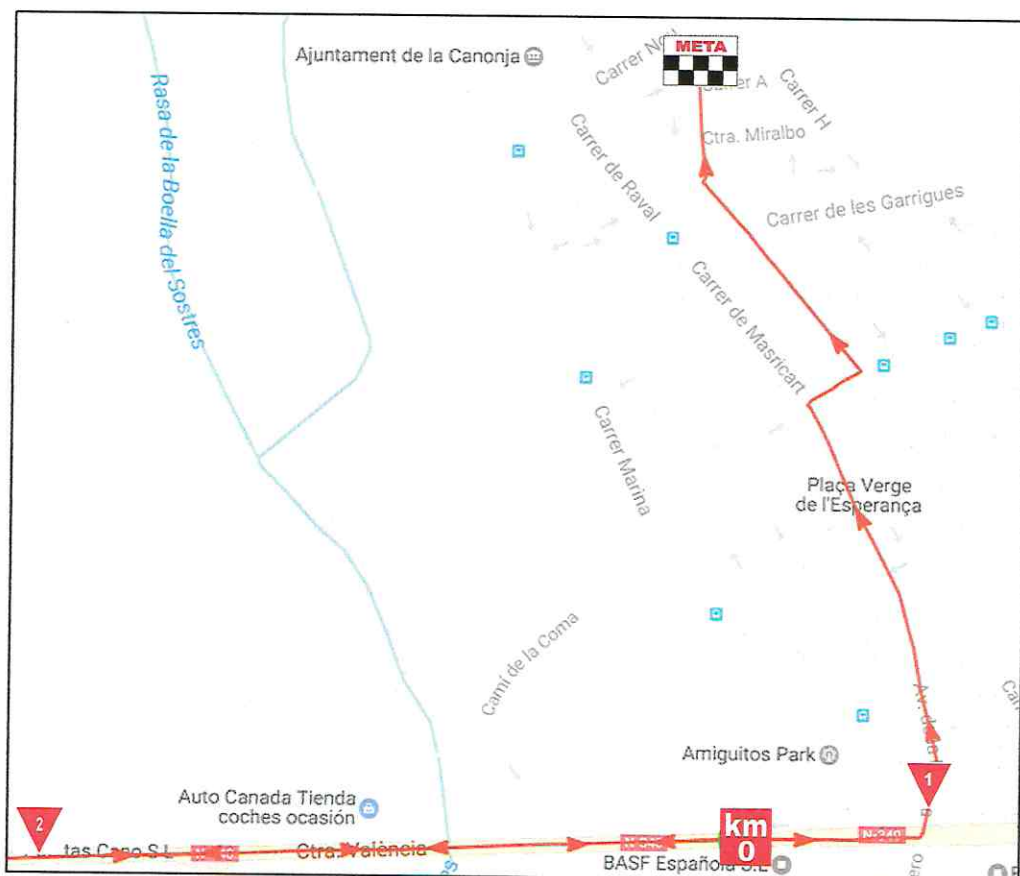 Ajuntament de la Canonja
META
Carrer A
Carrer H
Ctra. Miralbo
Rasa de la Boella del Sostres
Carrer de Raval
Carrer de les Garrigues
Carrer de Masricart
Carrer Marina
Plaça Verge
de l'Esperança
Camí de la Coma
Amiguitos Park
1
Auto Canada Tienda
coches ocasión
2
km
0
N-240
Ctra. València
BASF Española S.L